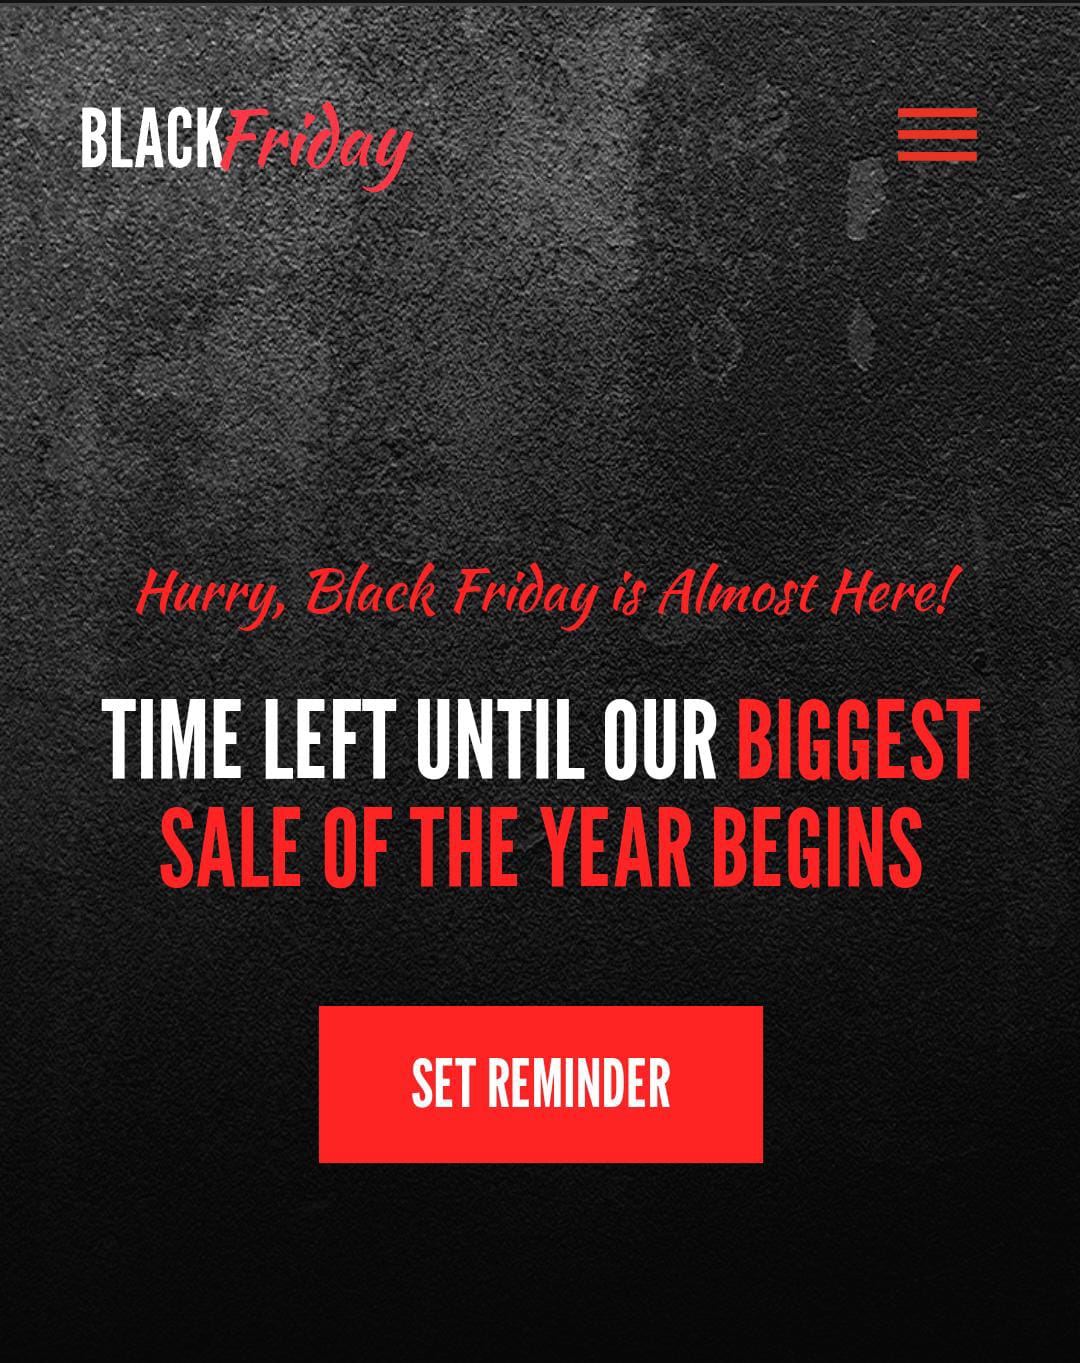 BLACKFriday
Hurry, Black Friday is Almost Here!
TIME LEFT UNTIL OUR BIGGEST
SALE OF THE YEAR BEGINS
SET REMINDER